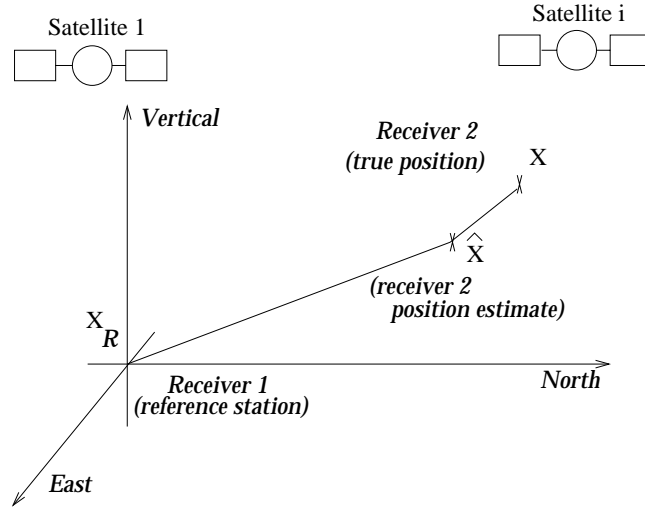 Satellite 1
Satellite i
Vertical
Receiver 2
(true position)
X
^
X
(receiver 2
position estimate)
X
R
Receiver 1
(reference station)
North
East